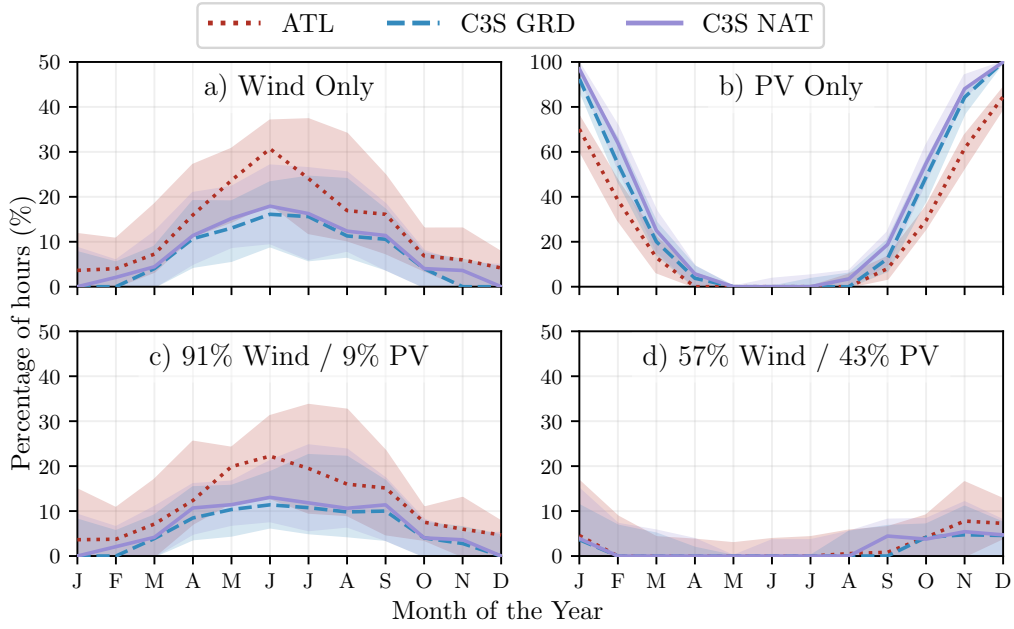 ATL C3S GRD C3S NAT
a) Wind Only
b) PV Only
50
40
30
20
10
0
J F M A M J J A S O N D
100
80
60
40
20
0
J F M A M J J A S O N D
Percentage of hours (%)
c) 91% Wind / 9% PV
d) 57% Wind / 43% PV
50
40
30
20
10
0
J F M A M J J A S O N D
50
40
30
20
10
0
J F M A M J J A S O N D
Month of the Year